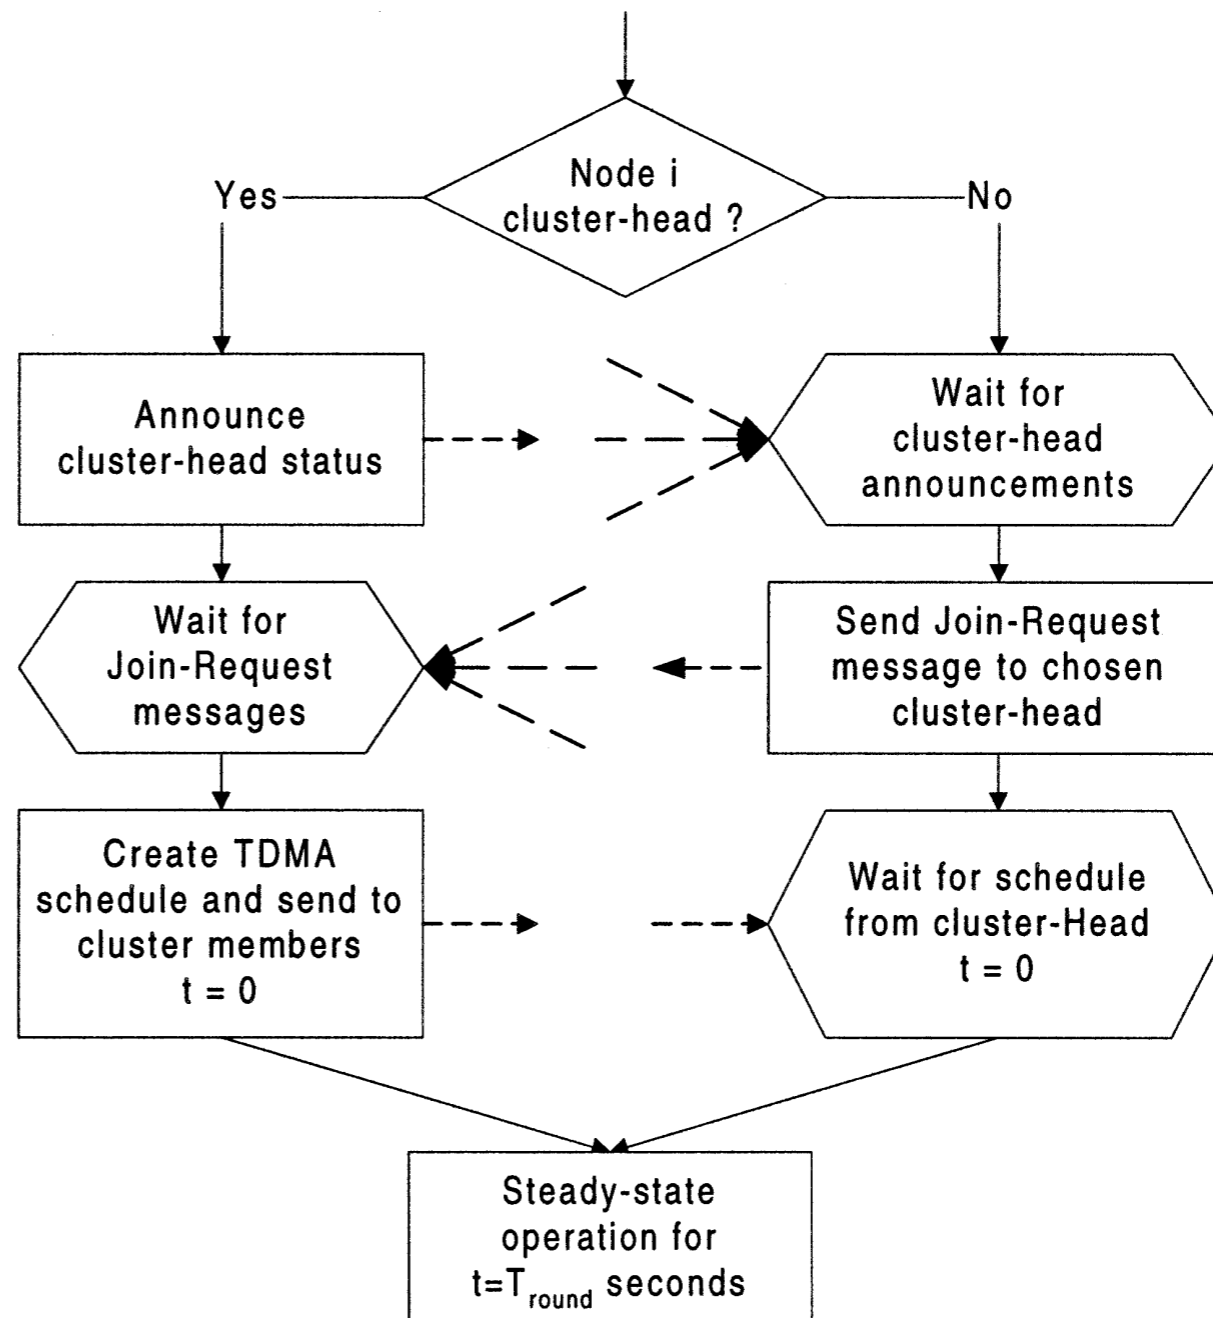 Node i
cluster-head ?
Yes
No
Announce
cluster-head status
Wait for
cluster-head
announcements
Wait for
Join-Request
messages
Send Join-Request
message to chosen
cluster-head
Create TDMA
schedule and send to
cluster members
t = 0
Wait for schedule
from cluster-Head
t = 0
Steady-state
operation for
t=T_round seconds